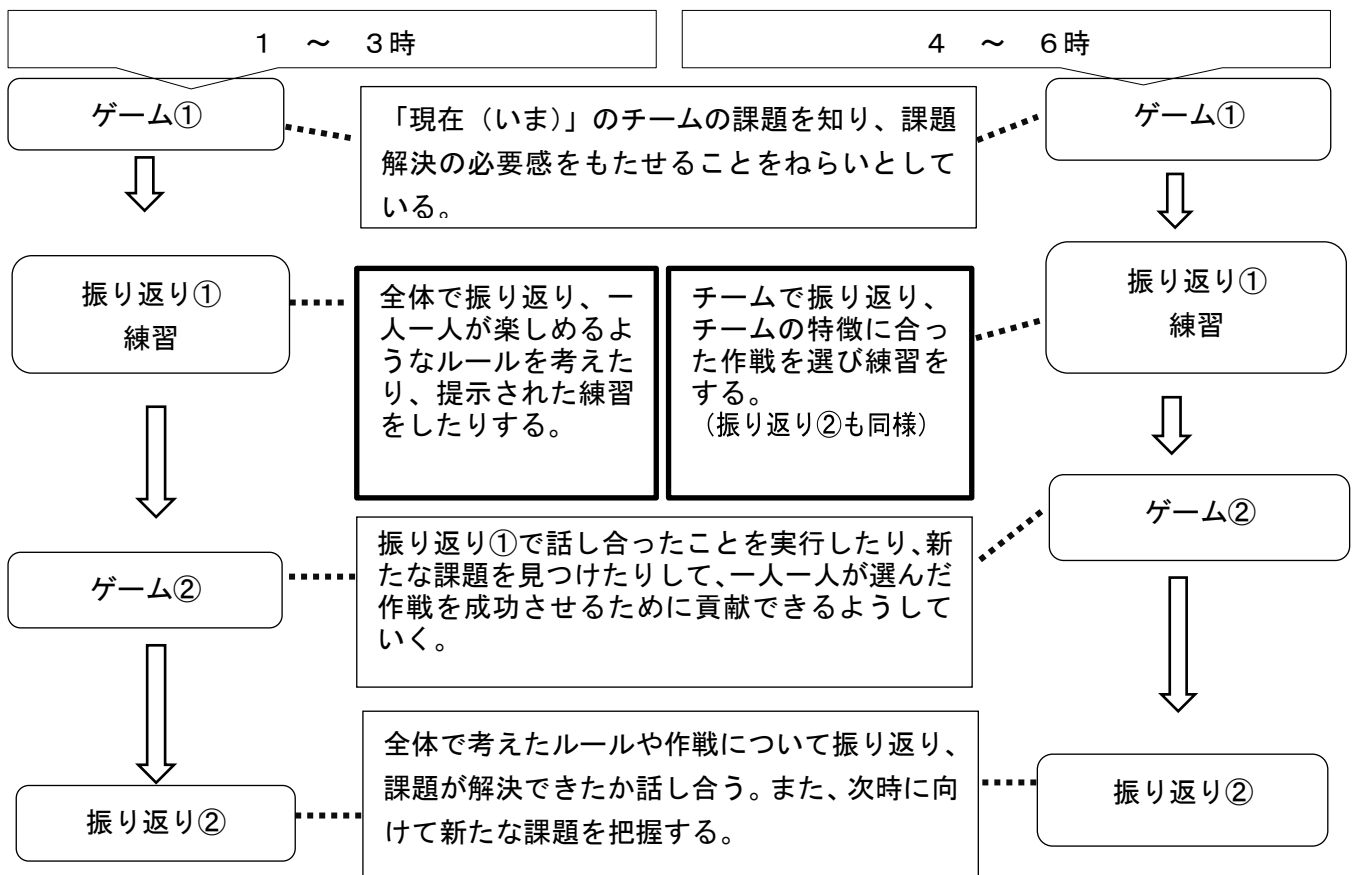 １　～　３時
４　～　６時
ゲーム①
「現在（いま）」のチームの課題を知り、課題
解決の必要感をもたせることをねらいとして
いる。
ゲーム①
振り返り①
練習
全体で振り返り、一
人一人が楽しめるよ
うなルールを考えた
り、提示された練習
をしたりする。
チームで振り返り、
チームの特徴に合っ
た作戦を選び練習を
する。
（振り返り②も同様）
振り返り①
練習
ゲーム②
振り返り①で話し合ったことを実行したり、新
たな課題を見つけたりして、一人一人が選んだ
作戦を成功させるために貢献できるようして
いく。
ゲーム②
振り返り②
全体で考えたルールや作戦について振り返り、
課題が解決できたか話し合う。また、次時に向
けて新たな課題を把握する。
振り返り②